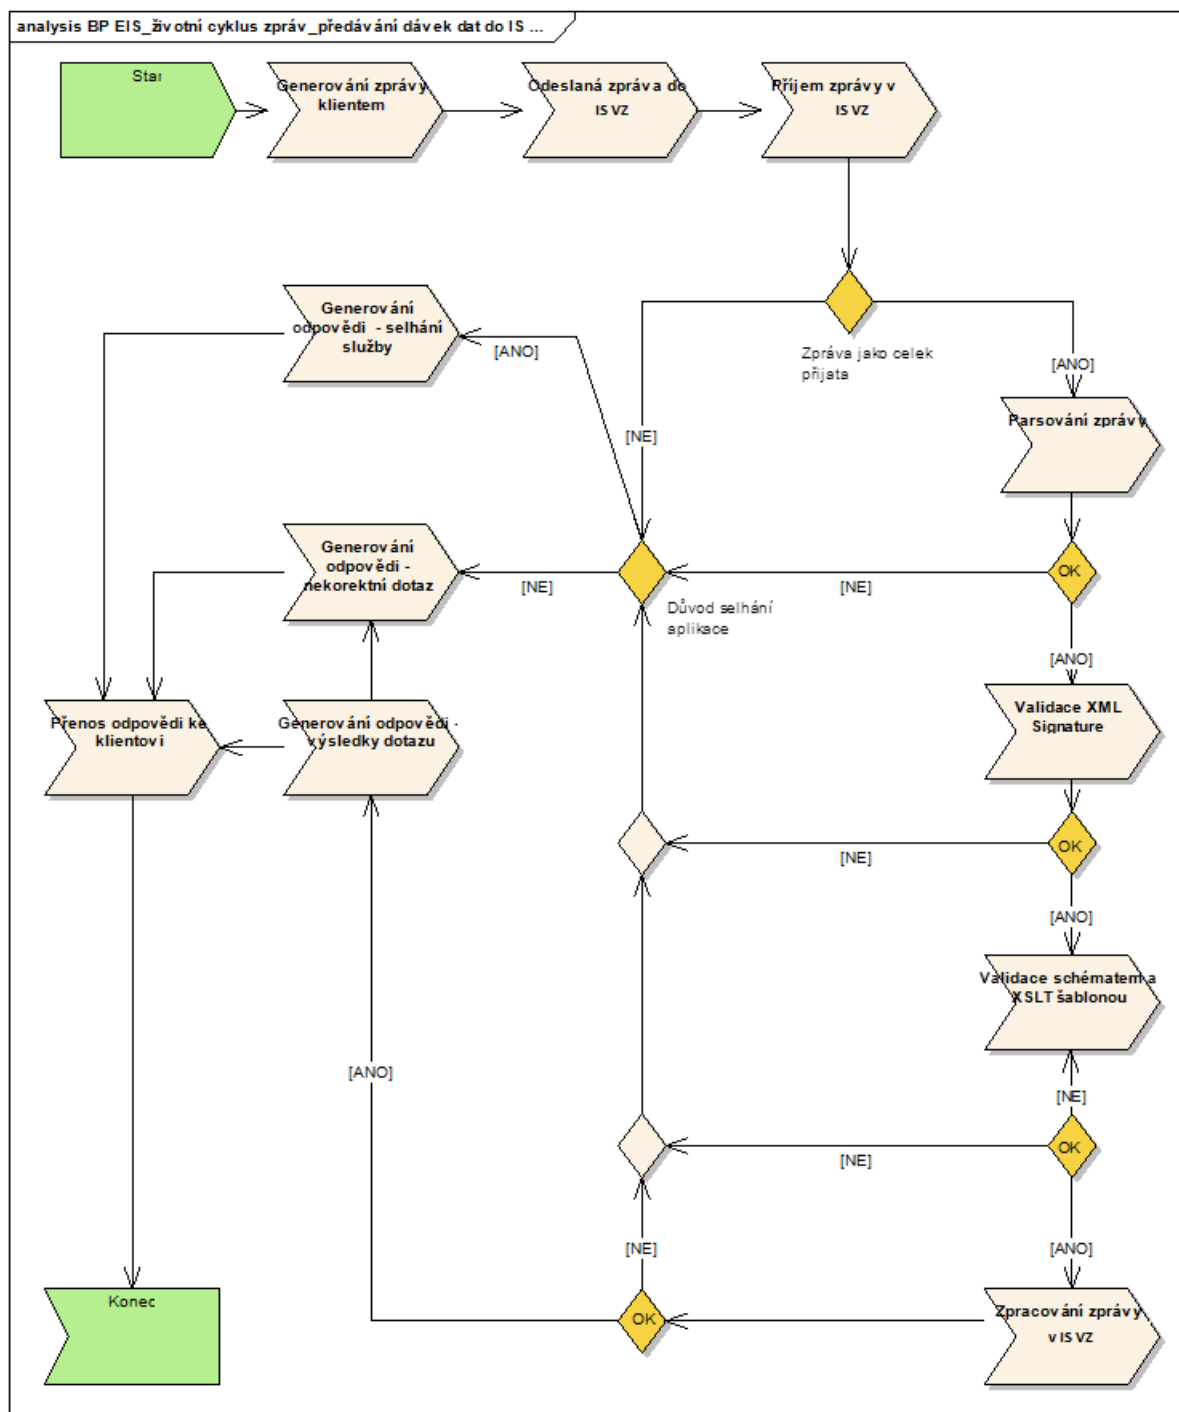 analysis BP EIS_životní cyklus zpráv_předávání dávek dat do IS ...
Star
Generování zprávy
klientem
Odeslaná zpráva do
IS VZ
Příjem zprávy v
IS VZ
Generování
odpovědi - selhání
služby
[ANO]
Zpráva jako celek
přijata
[ANO]
[NE]
Parsování zprávy
Generování
odpovědi -
nekorektní dotaz
[NE]
Důvod selhání
aplikace
[NE]
OK
[ANO]
Přenos odpovědi ke
klientovi
Generování odpovědi -
výsledky dotazu
Validace XML
Signature
[NE]
OK
[ANO]
Validace schématem a
XSLT šablonou
[ANO]
[NE]
[NE]
OK
[NE]
[ANO]
Konec
OK
Zpracování zprávy
v IS VZ